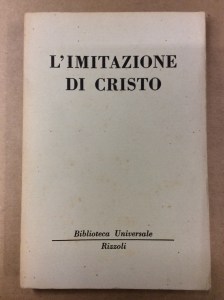 L'IMITAZIONE
DI CRISTO
Biblioteca Universale
Rizzoli